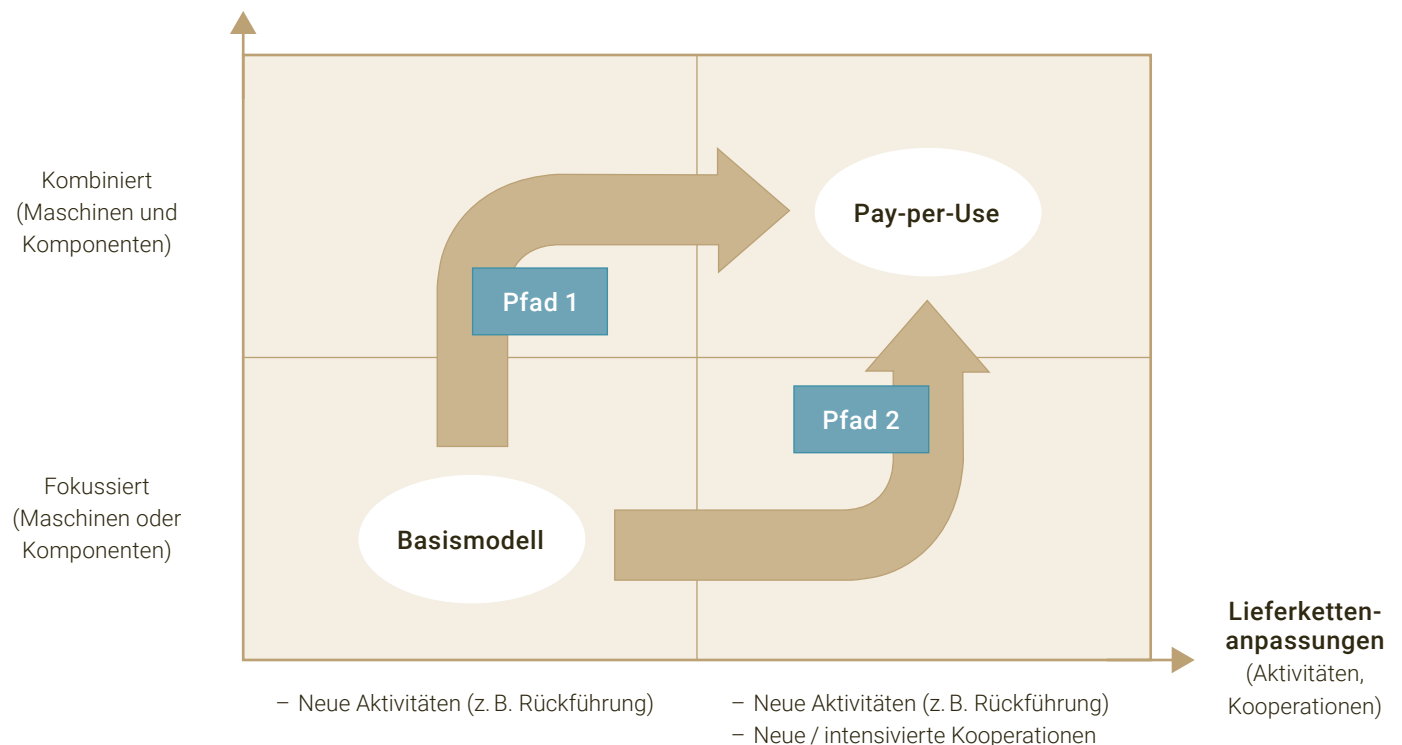 Kombiniert
(Maschinen und
Komponenten)
Pay-per-Use
Pfad 1
Pfad 2
Fokussiert
(Maschinen oder
Komponenten)
Basismodell
Lieferketten-
anpassungen
(Aktivitäten,
Kooperationen)
– Neue Aktivitäten (z. B. Rückführung)
– Neue Aktivitäten (z. B. Rückführung)
– Neue / intensivierte Kooperationen